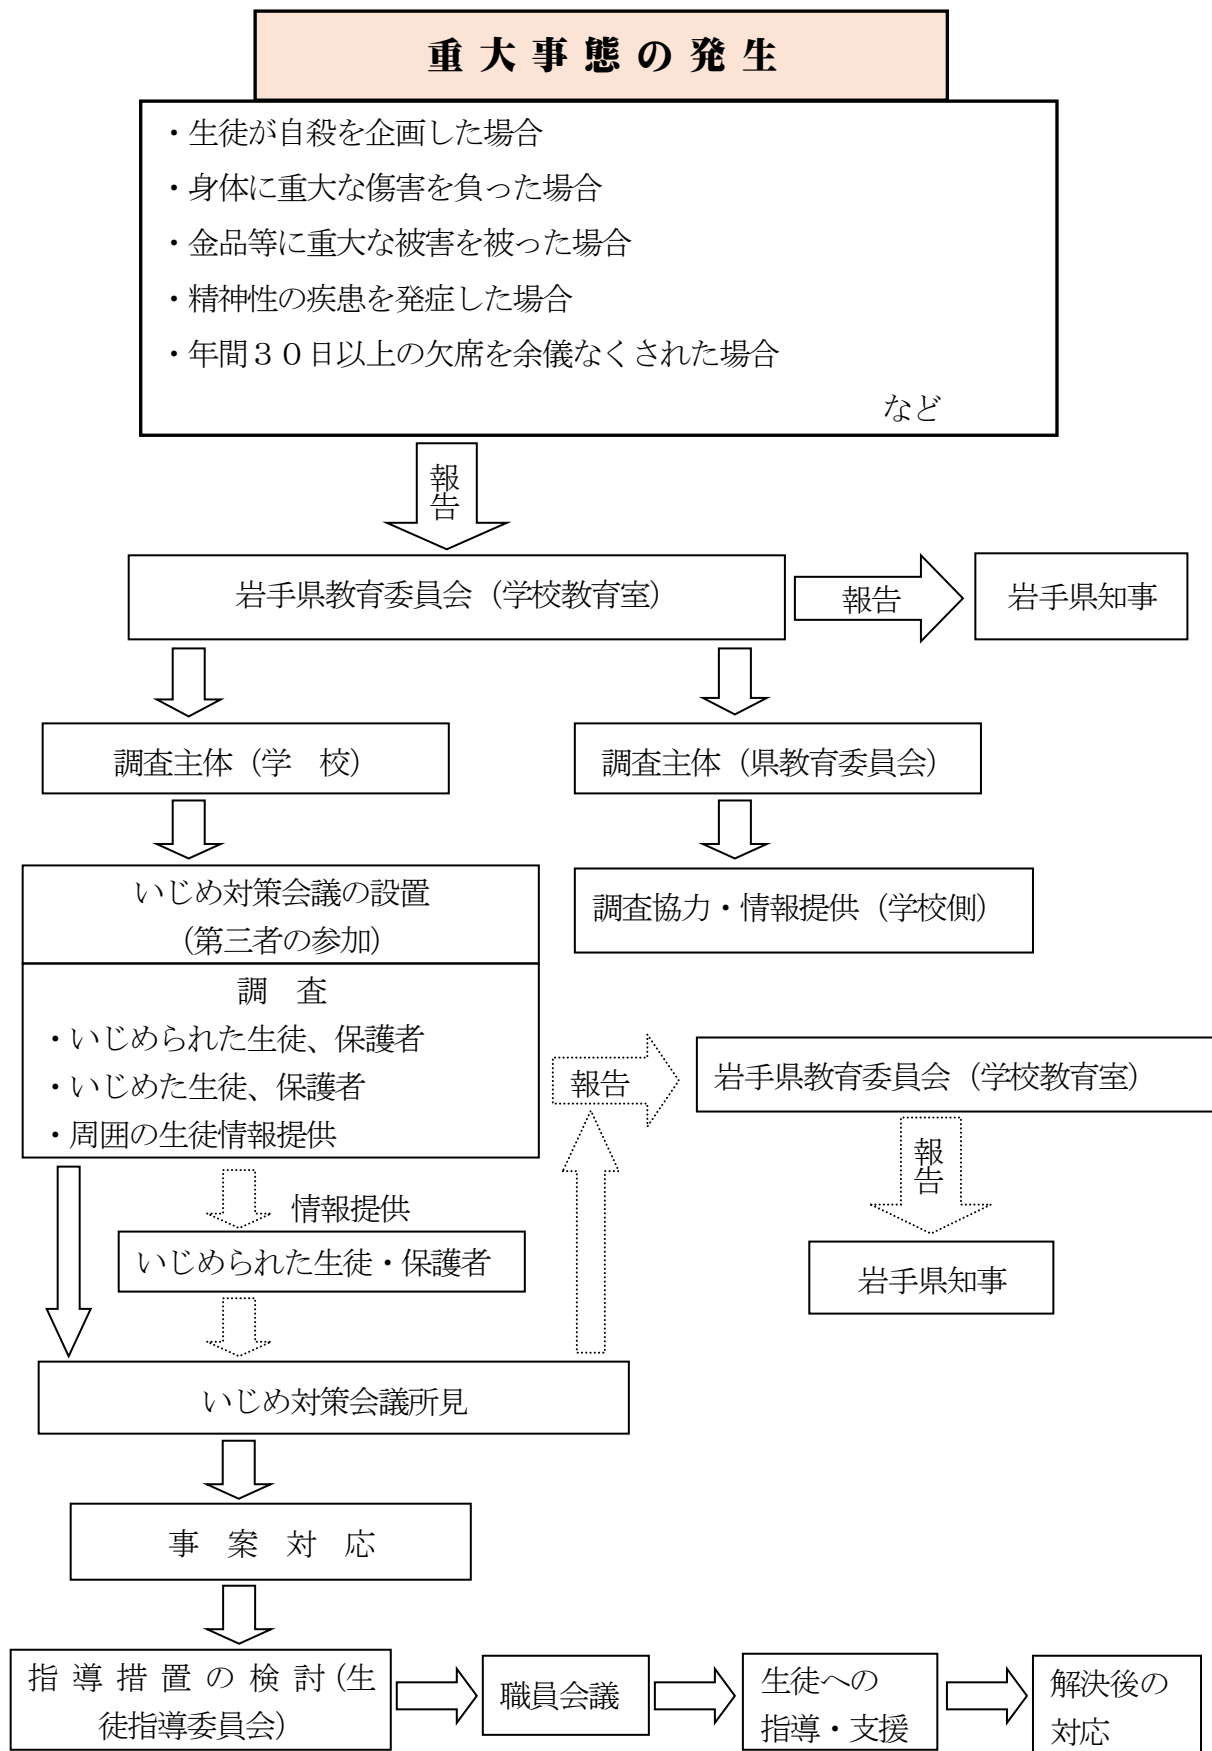 重大事態の発生
・生徒が自殺を企画した場合
・身体に重大な傷害を負った場合
・金品等に重大な被害を被った場合
・精神性の疾患を発症した場合
・年間３０日以上の欠席を余儀なくされた場合
など
報告
岩手県教育委員会（学校教育室）
報告
岩手県知事
調査主体（学　校）
調査主体（県教育委員会）
いじめ対策会議の設置
（第三者の参加）
調査協力・情報提供（学校側）
調　査
・いじめられた生徒、保護者
・いじめた生徒、保護者
・周囲の生徒情報提供
報告
岩手県教育委員会（学校教育室）
報告
岩手県知事
情報提供
いじめられた生徒・保護者
いじめ対策会議所見
事　案　対　応
指導措置の検討（生
徒指導委員会）
職員会議
生徒への
指導・支援
解決後の
対応